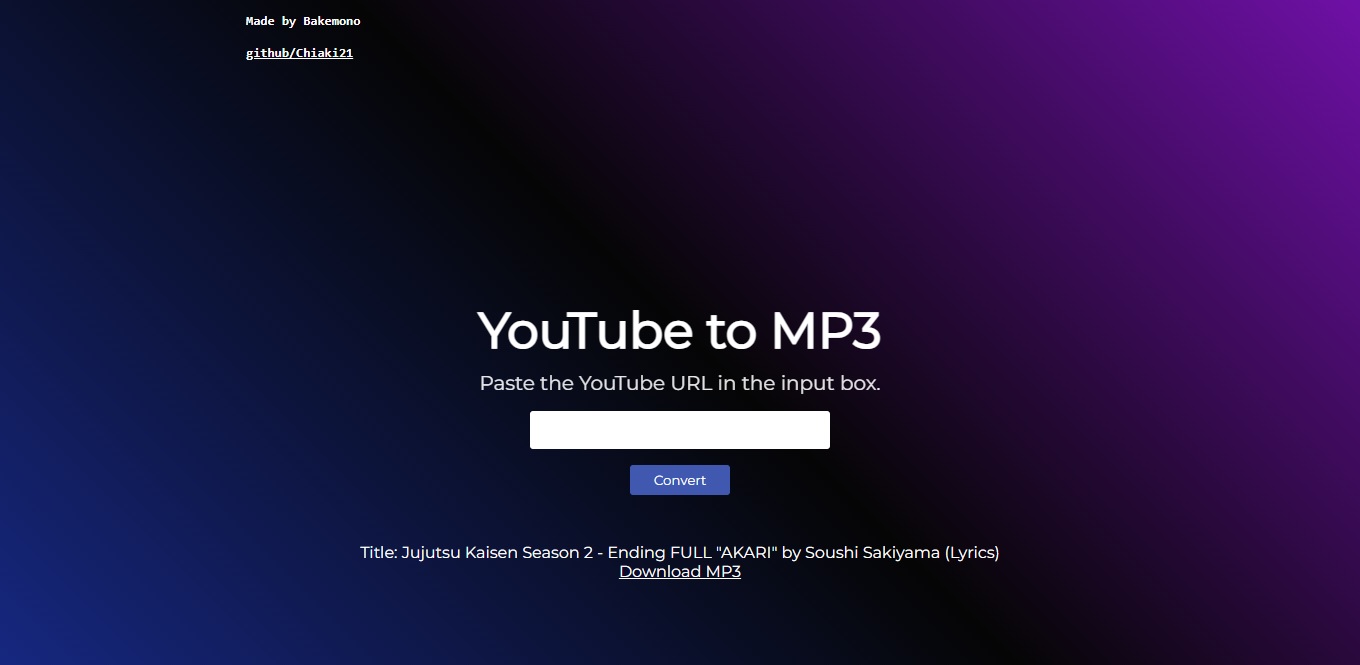 Made by Bakemono
github/Chiaki21
YouTube to MP3
Paste the YouTube URL in the input box.
Convert
Title: Jujutsu Kaisen Season 2 - Ending FULL "AKARI" by Soushi Sakiyama (Lyrics)
Download MP3